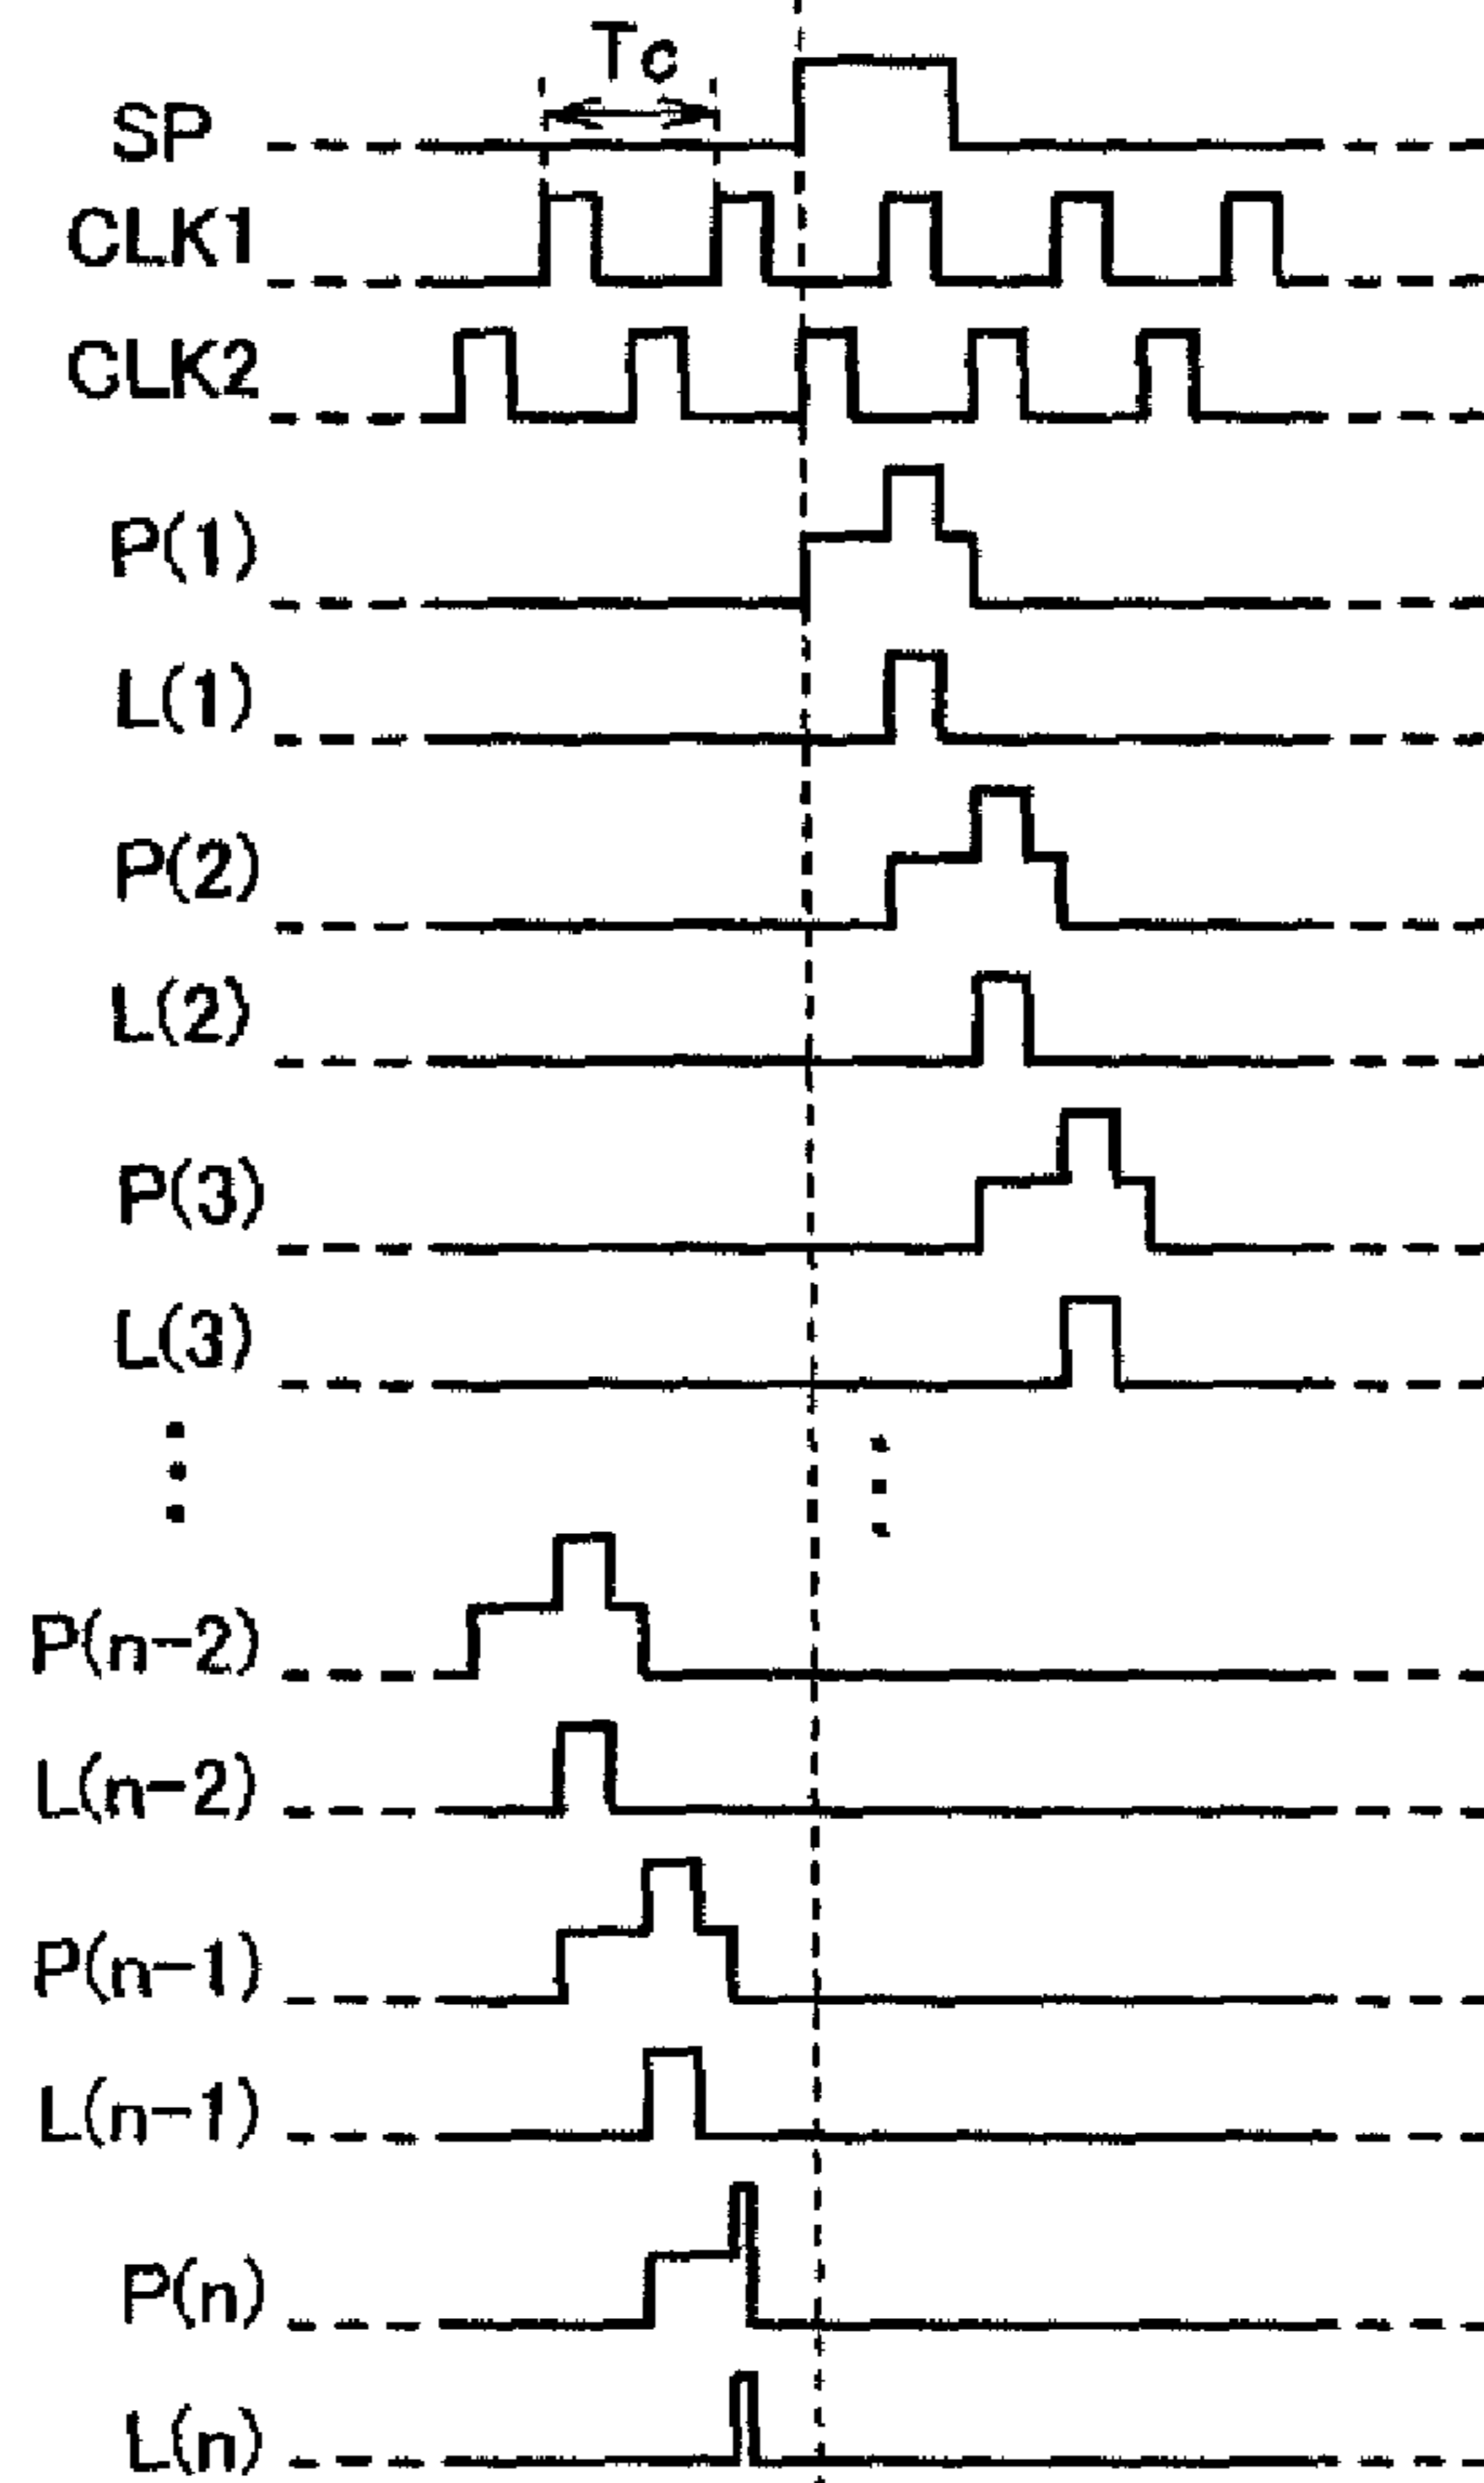 Tc
SP
CLK1
CLK2
P(1)
L(1)
P(2)
L(2)
P(3)
L(3)
P(n-2)
L(n-2)
P(n-1)
L(n-1)
P(n)
L(n)